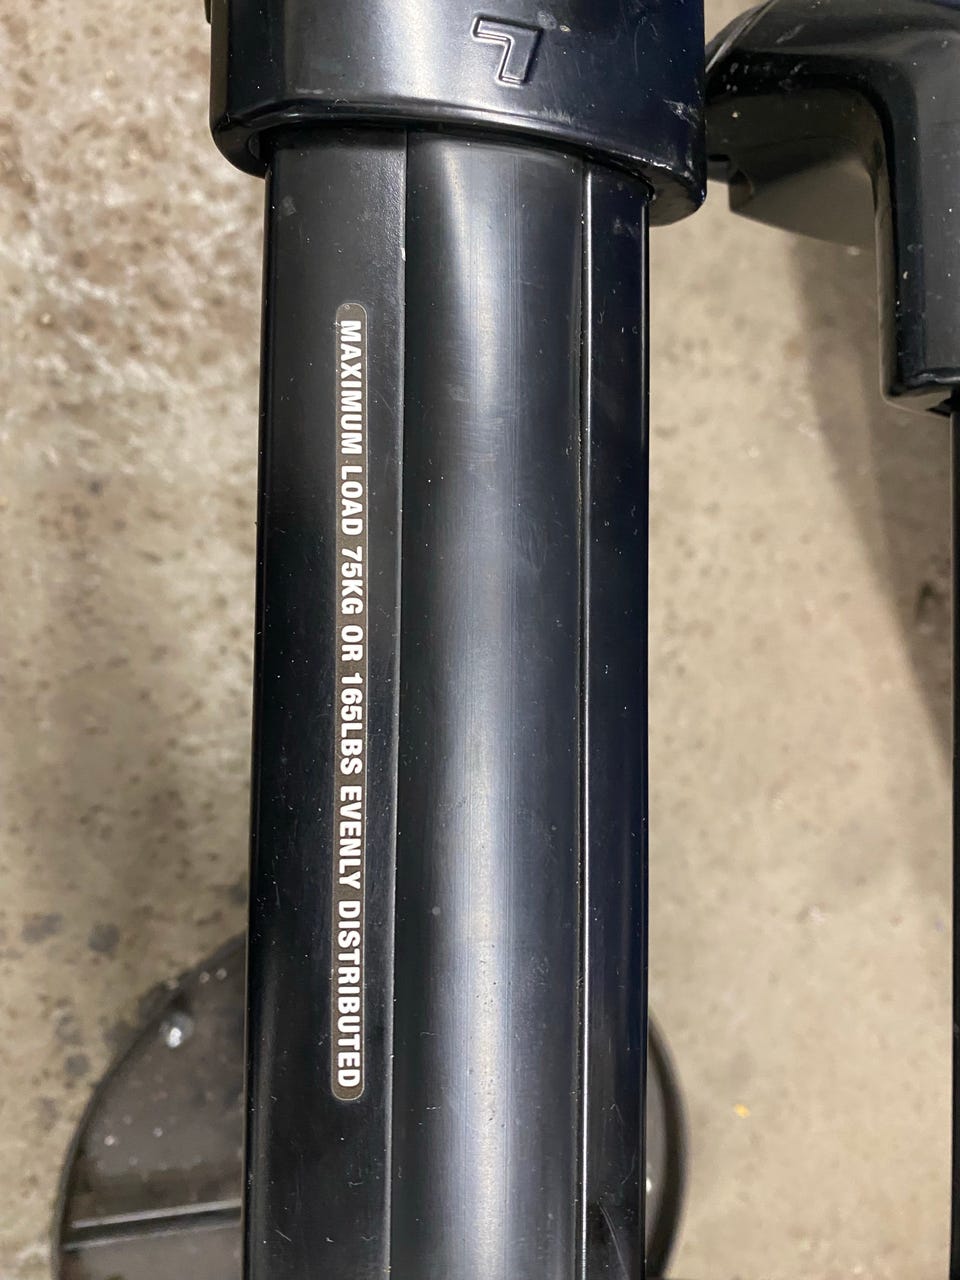 MAXIMUM LOAD 75KG OR 165LBS EVENLY DISTRIBUTED